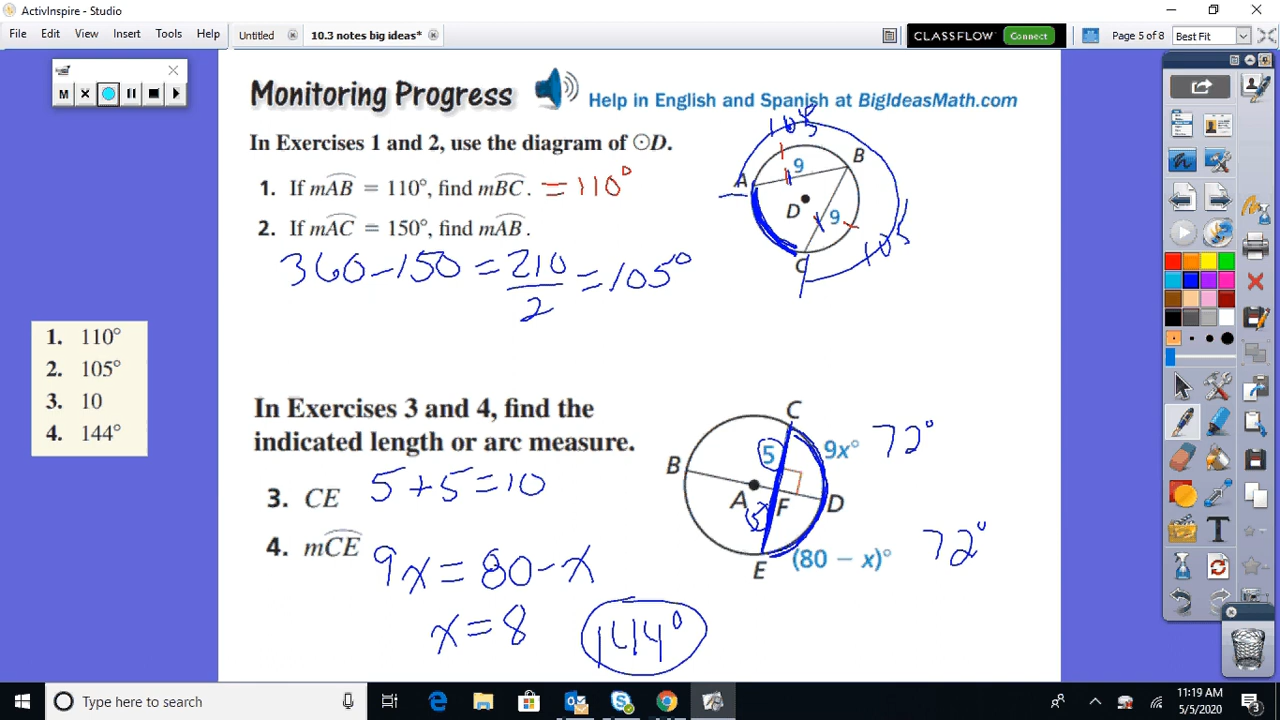 ActivInspire - Studio
File Edit View Insert Tools Help Untitled 10.3 notes big ideas* CLASSFLOW Connect Page 5 of 8 Best Fit
M
Monitoring Progress
Help in English and Spanish at BigIdeasMath.com
In Exercises 1 and 2, use the diagram of ⊙D.
1. If mAB = 110°, find mBC. = 110°
2. If mAC = 150°, find mAB.
360 - 150 = 210/2 = 105°
105
A
B
9
D
9
C
105
1. 110°
2. 105°
3. 10
4. 144°
In Exercises 3 and 4, find the
indicated length or arc measure.
3. CE 5 + 5 = 10
4. mCE 9x = 80 - x
x = 8 144°
C
5
9x° 72°
B
A
F
D
5
E
(80 − x)° 72°
T
Type here to search
11:19 AM
5/5/2020
3